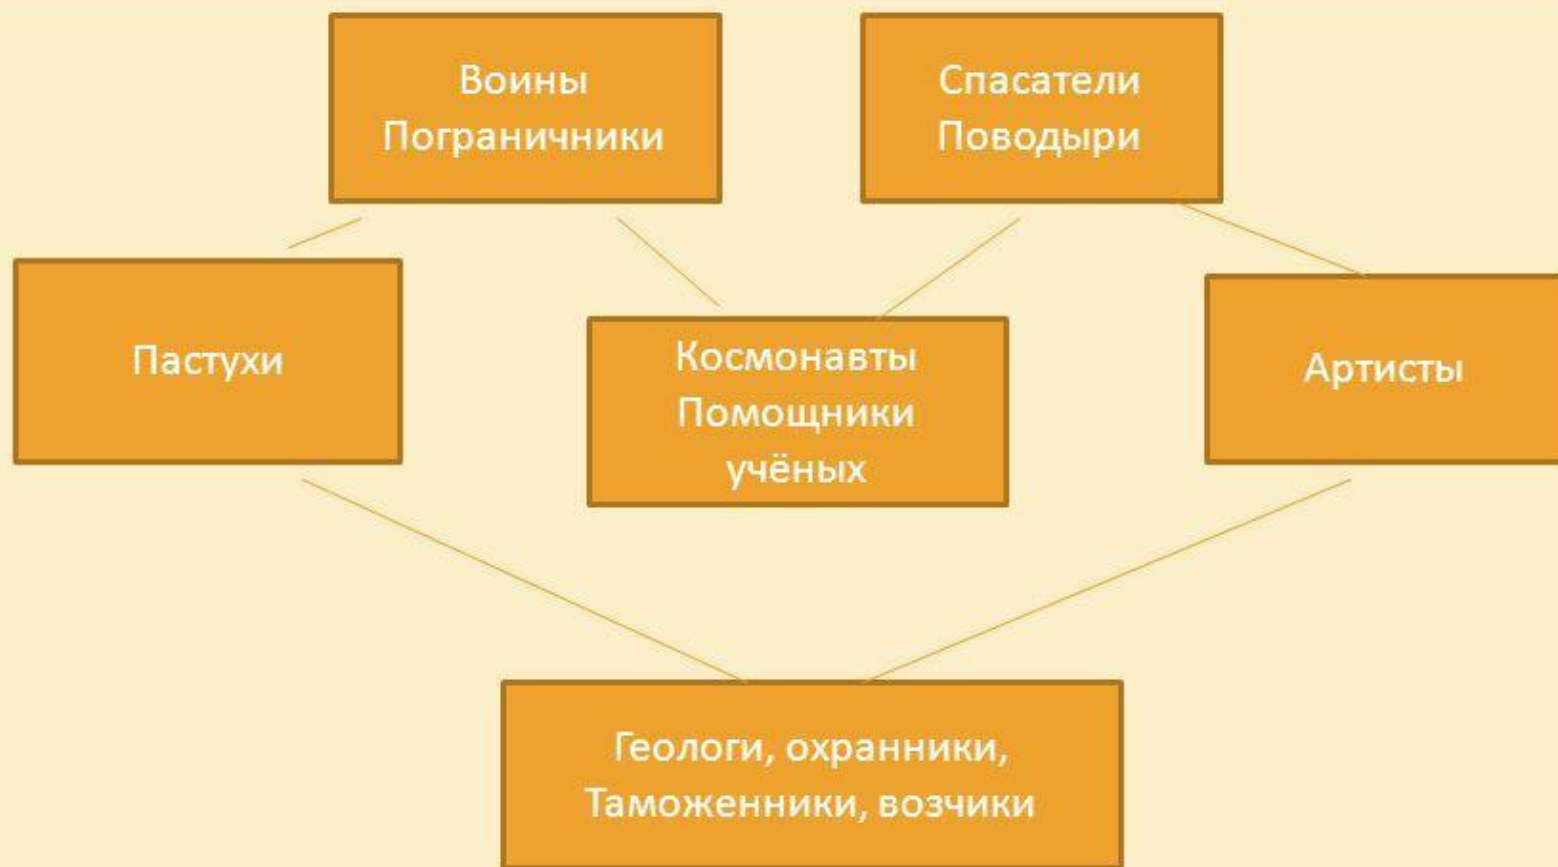 Воины
Пограничники
Спасатели
Поводыри
Пастухи
Космонавты
Помощники
учёных
Артисты
Геологи, охранники,
Таможенники, возчики